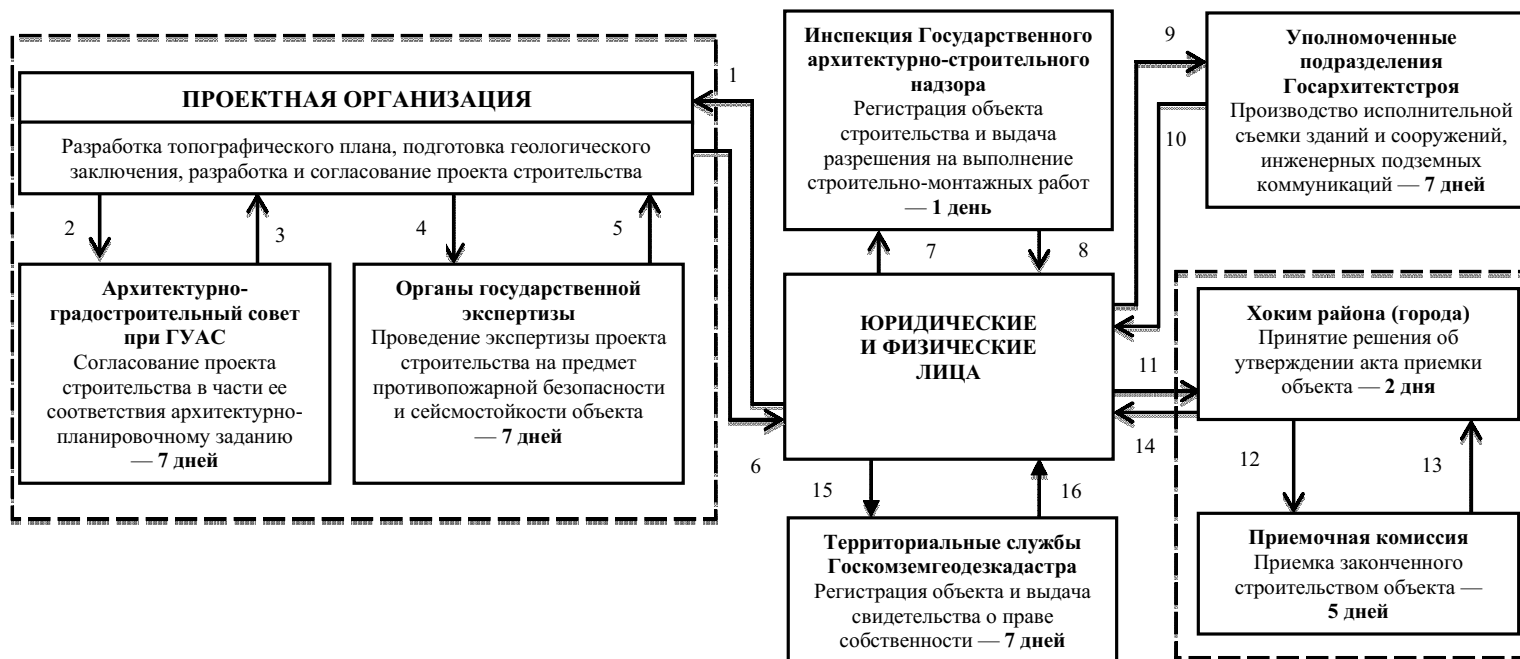 1
ПРОЕКТНАЯ ОРГАНИЗАЦИЯ
Разработка топографического плана, подготовка геологического
заключения, разработка и согласование проекта строительства
2
3
4
5
Архитектурно-
градостроительный совет
при ГУАС
Согласование проекта
строительства в части ее
соответствия архитектурно-
планировочному заданию
— 7 дней
Органы государственной
экспертизы
Проведение экспертизы проекта
строительства на предмет
противопожарной безопасности
и сейсмостойкости объекта
— 7 дней
6
Инспекция Государственного
архитектурно-строительного
надзора
Регистрация объекта
строительства и выдача
разрешения на выполнение
строительно-монтажных работ
— 1 день
7
8
ЮРИДИЧЕСКИЕ
И ФИЗИЧЕСКИЕ
ЛИЦА
9
10
Уполномоченные
подразделения
Госархитектстроя
Производство исполнительной
съемки зданий и сооружений,
инженерных подземных
коммуникаций — 7 дней
11
14
Хоким района (города)
Принятие решения об
утверждении акта приемки
объекта — 2 дня
12
13
Приемочная комиссия
Приемка законченного
строительством объекта —
5 дней
15
16
Территориальные службы
Госкомземгеодезкадастра
Регистрация объекта и выдача
свидетельства о праве
собственности — 7 дней